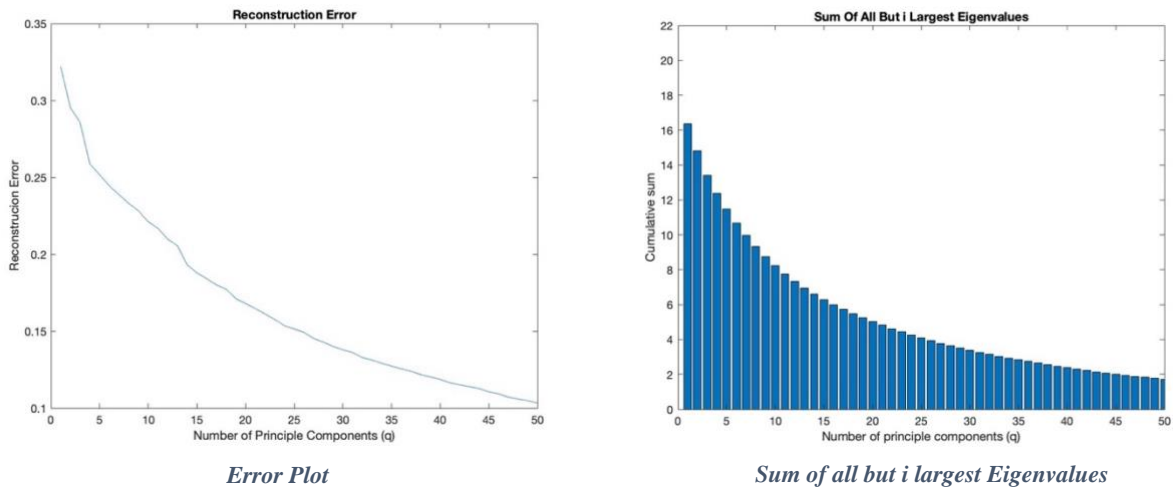 Reconstruction Error
0.35
0.3
0.25
0.2
0.15
0.1
Reconstrucion Error
0 5 10 15 20 25 30 35 40 45 50
Number of Principle Components (q)
Error Plot
Sum Of All But i Largest Eigenvalues
22
20
18
16
14
12
10
8
6
4
2
0
Cumulative sum
0 5 10 15 20 25 30 35 40 45 50
Number of principle components (q)
Sum of all but i largest Eigenvalues